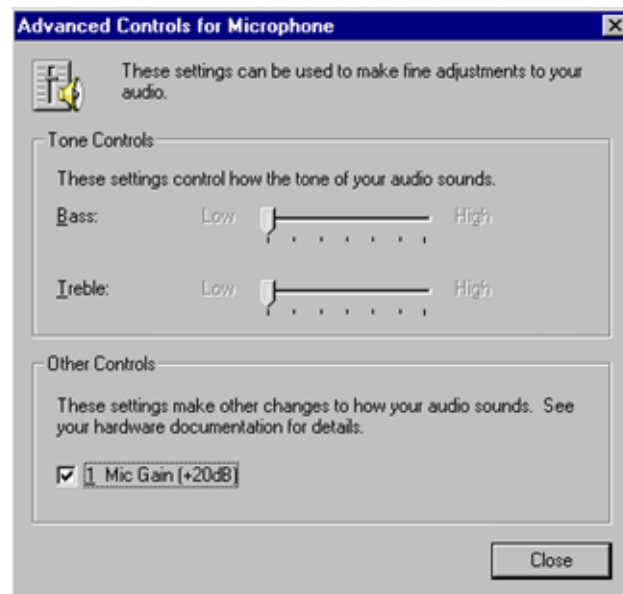 Advanced Controls for Microphone
These settings can be used to make fine adjustments to your
audio.
Tone Controls
These settings control how the tone of your audio sounds.
Bass: Low High
Treble: Low High
Other Controls
These settings make other changes to how your audio sounds. See
your hardware documentation for details.
1 Mic Gain (+20dB)
Close